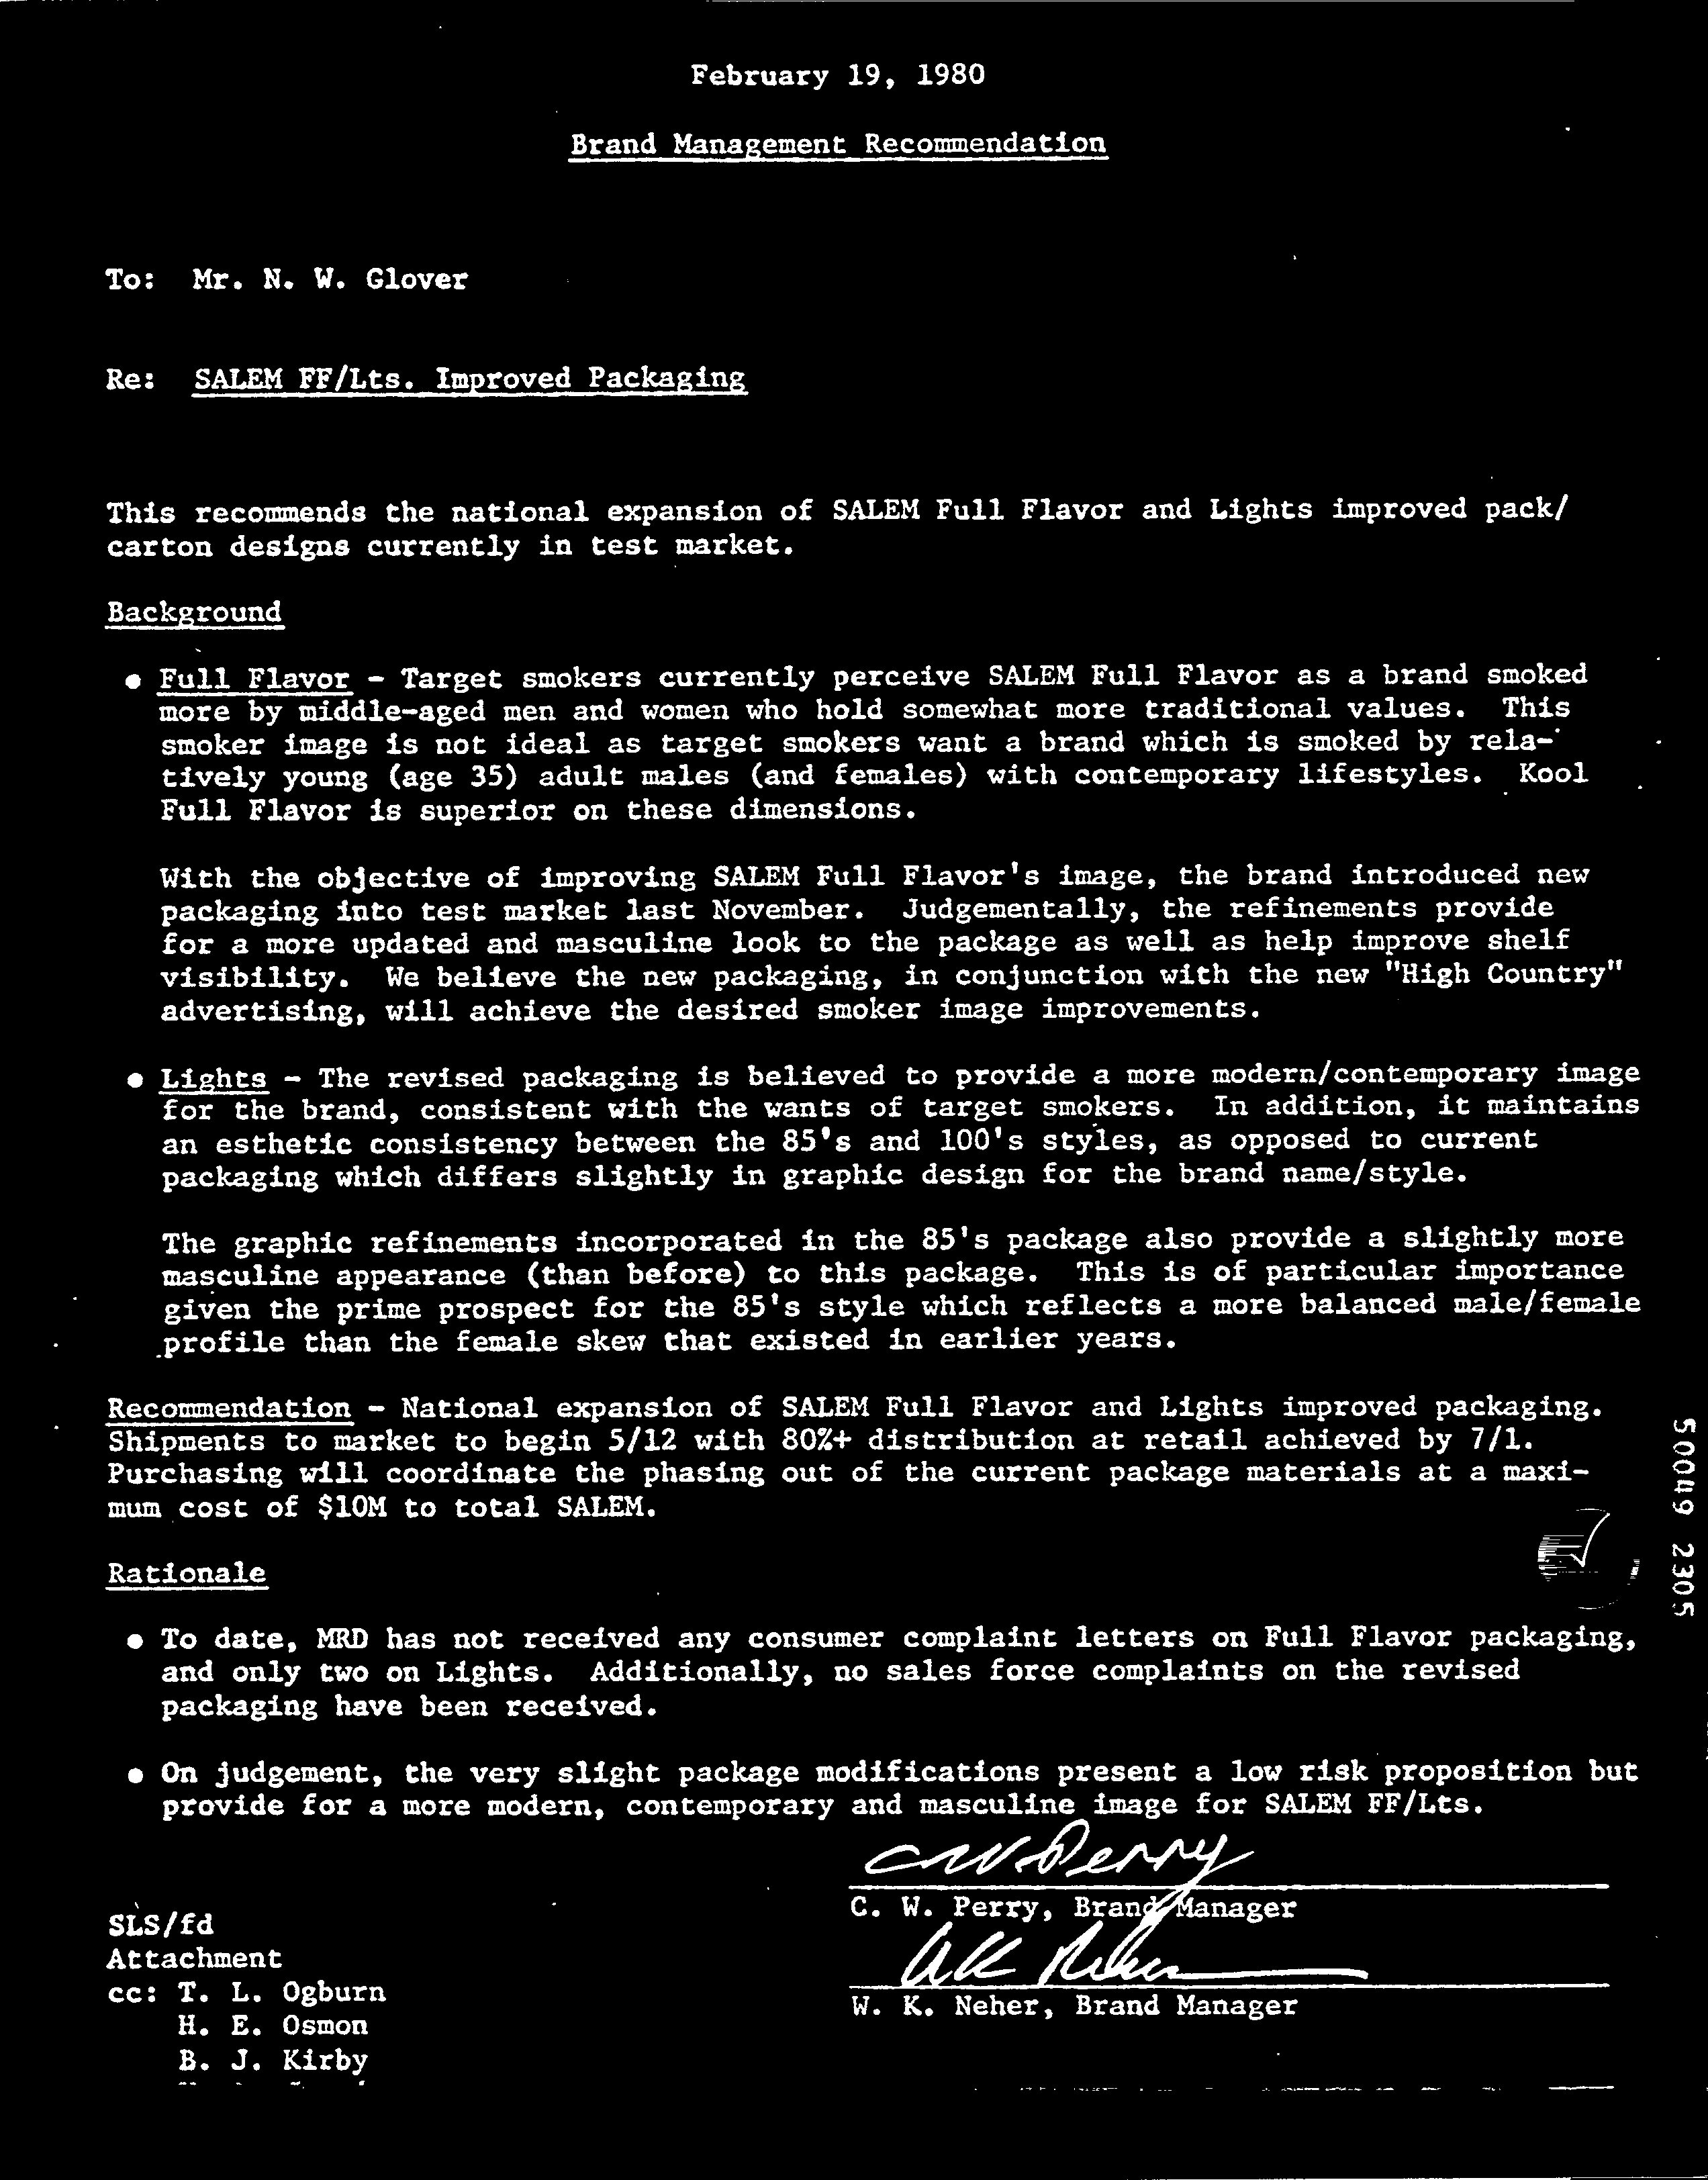 February 19, 1980
Brand Management Recommendation
To: Mr. N. W. Glover
Re: SALEM FF/Lts. Improved Packaging
This recommends the national expansion of SALEM Full Flavor and Lights improved pack/
carton designs currently in test market.
Background
● Full Flavor - Target smokers currently perceive SALEM Full Flavor as a brand smoked
more by middle-aged men and women who hold somewhat more traditional values. This
smoker image is not ideal as target smokers want a brand which is smoked by rela-
tively young (age 35) adult males (and females) with contemporary lifestyles. Kool
Full Flavor is superior on these dimensions.
With the objective of improving SALEM Full Flavor's image, the brand introduced new
packaging into test market last November. Judgementally, the refinements provide
for a more updated and masculine look to the package as well as help improve shelf
visibility. We believe the new packaging, in conjunction with the new "High Country"
advertising, will achieve the desired smoker image improvements.
● Lights - The revised packaging is believed to provide a more modern/contemporary image
for the brand, consistent with the wants of target smokers. In addition, it maintains
an esthetic consistency between the 85's and 100's styles, as opposed to current
packaging which differs slightly in graphic design for the brand name/style.
The graphic refinements incorporated in the 85's package also provide a slightly more
masculine appearance (than before) to this package. This is of particular importance
given the prime prospect for the 85's style which reflects a more balanced male/female
profile than the female skew that existed in earlier years.
Recommendation - National expansion of SALEM Full Flavor and Lights improved packaging.
Shipments to market to begin 5/12 with 80%+ distribution at retail achieved by 7/1.
Purchasing will coordinate the phasing out of the current package materials at a maxi-
mum cost of $10M to total SALEM.
Rationale
● To date, MRD has not received any consumer complaint letters on Full Flavor packaging,
and only two on Lights. Additionally, no sales force complaints on the revised
packaging have been received.
● On judgement, the very slight package modifications present a low risk proposition but
provide for a more modern, contemporary and masculine image for SALEM FF/Lts.
CW Perry
C. W. Perry, Brand Manager
WK Neher
W. K. Neher, Brand Manager
SLS/fd
Attachment
cc: T. L. Ogburn
H. E. Osmon
B. J. Kirby
50049 2305